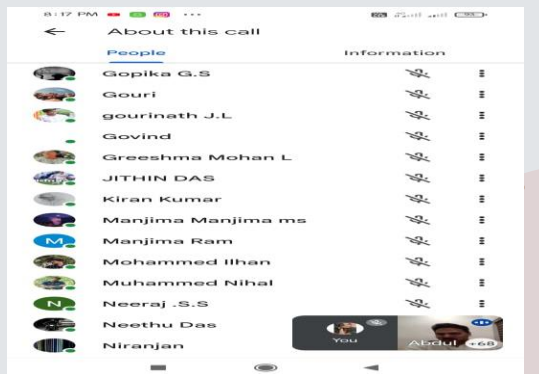 8:17 PM
About this call
People Information
Gopika G.S
Gouri
gourinath J.L
Govind
Greeshma Mohan L
JITHIN DAS
Kiran Kumar
Manjima Manjima ms
M Manjima Ram
Mohammed Ilhan
Muhammed Nihal
N Neeraj .S.S
Neethu Das
Niranjan
You Abdul +68